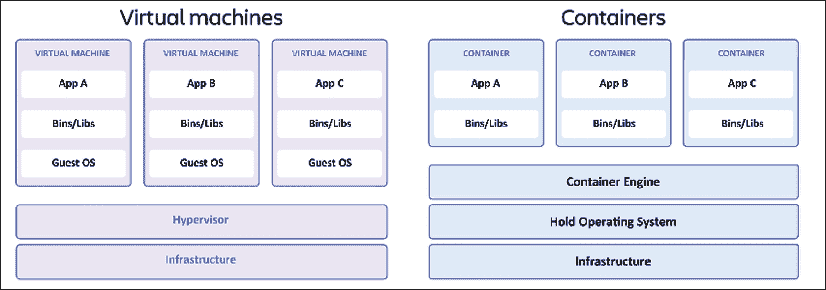 Virtual machines
VIRTUAL MACHINE
App A
Bins/Libs
Guest OS
VIRTUAL MACHINE
App B
Bins/Libs
Guest OS
VIRTUAL MACHINE
App C
Bins/Libs
Guest OS
Hypervisor
Infrastructure
Containers
CONTAINER
App A
Bins/Libs
CONTAINER
App B
Bins/Libs
CONTAINER
App C
Bins/Libs
Container Engine
Hold Operating System
Infrastructure